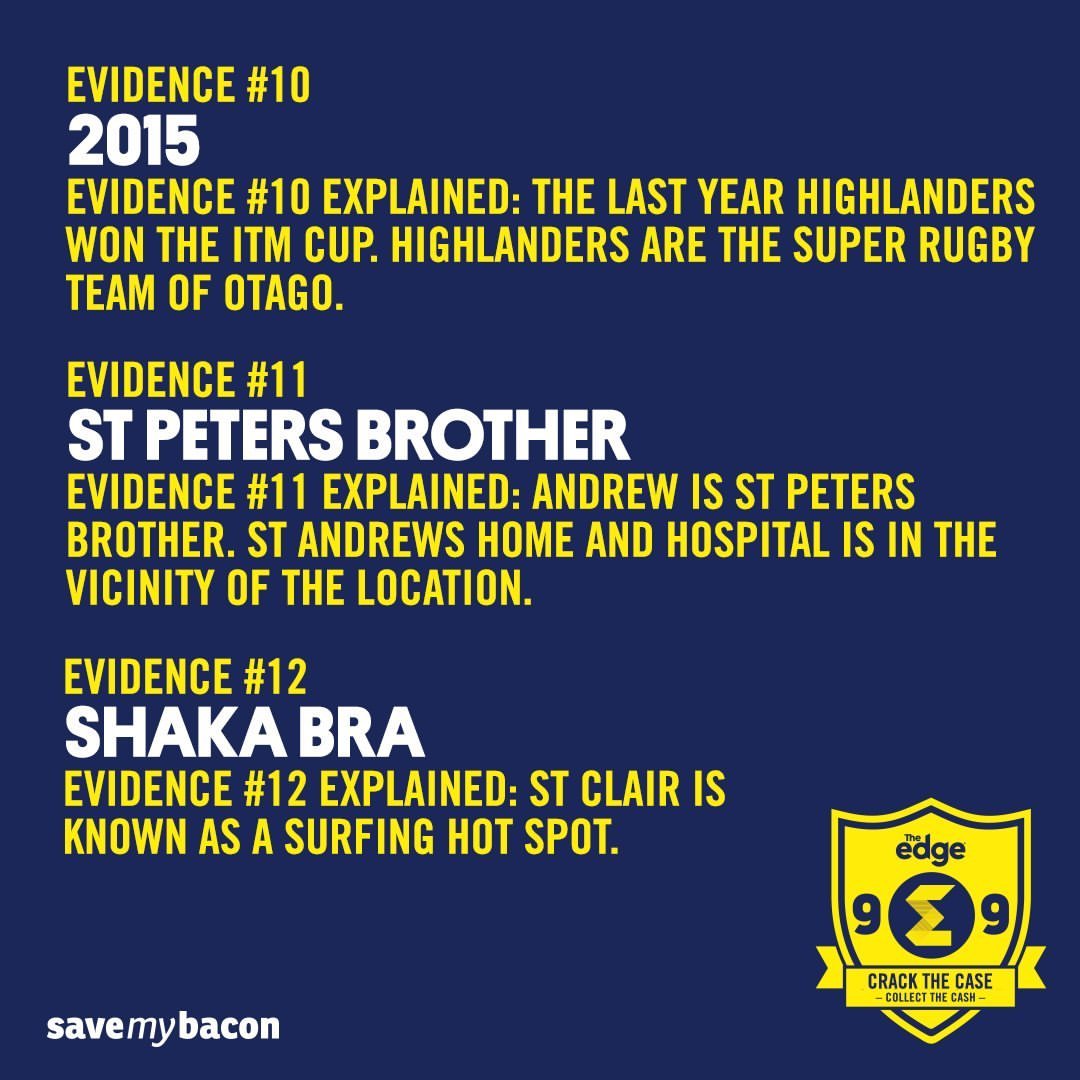 EVIDENCE #10
2015
EVIDENCE #10 EXPLAINED: THE LAST YEAR HIGHLANDERS
WON THE ITM CUP. HIGHLANDERS ARE THE SUPER RUGBY
TEAM OF OTAGO.
EVIDENCE #11
ST PETERS BROTHER
EVIDENCE #11 EXPLAINED: ANDREW IS ST PETERS
BROTHER. ST ANDREWS HOME AND HOSPITAL IS IN THE
VICINITY OF THE LOCATION.
EVIDENCE #12
SHAKA BRA
EVIDENCE #12 EXPLAINED: ST CLAIR IS
KNOWN AS A SURFING HOT SPOT.
The
edge
9 9
CRACK THE CASE
– COLLECT THE CASH –
savemybacon